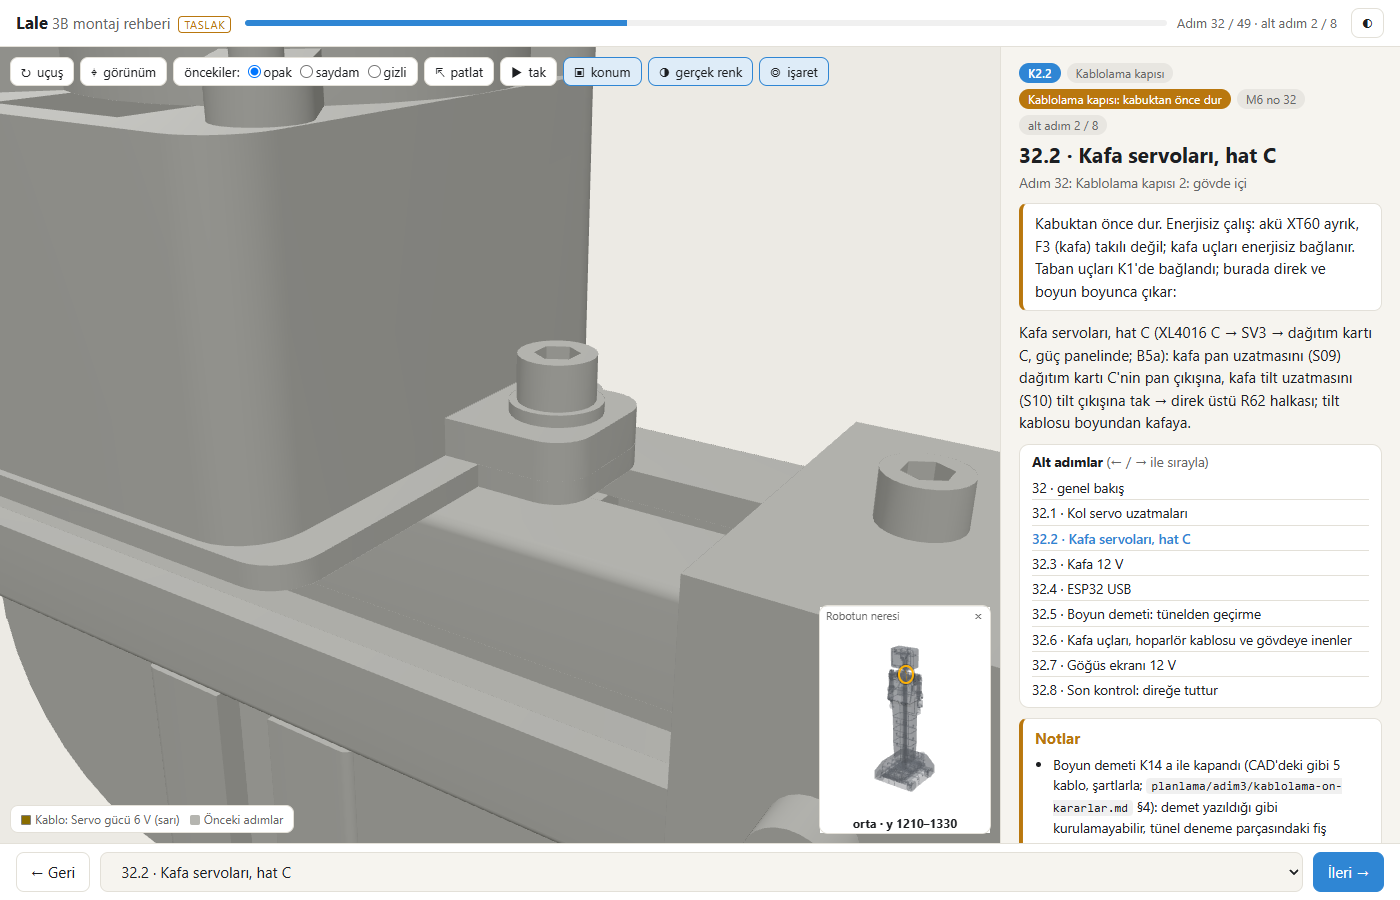 Lale 3B montaj rehberi TASLAK
Adım 32 / 49 · alt adım 2 / 8
↻ uçuş
⌖ görünüm
öncekiler: opak saydam gizli
⇱ patlat
▶ tak
▣ konum
◑ gerçek renk
◎ işaret
K2.2 Kablolama kapısı
Kablolama kapısı: kabuktan önce dur M6 no 32
alt adım 2 / 8
32.2 · Kafa servoları, hat C
Adım 32: Kablolama kapısı 2: gövde içi
Kabuktan önce dur. Enerjisiz çalış: akü XT60 ayrık,
F3 (kafa) takılı değil; kafa uçları enerjisiz bağlanır.
Taban uçları K1'de bağlandı; burada direk ve
boyun boyunca çıkar:
Kafa servoları, hat C (XL4016 C → SV3 → dağıtım kartı
C, güç panelinde; B5a): kafa pan uzatmasını (S09)
dağıtım kartı C'nin pan çıkışına, kafa tilt uzatmasını
(S10) tilt çıkışına tak → direk üstü R62 halkası; tilt
kablosu boyundan kafaya.
Alt adımlar (← / → ile sırayla)
32 · genel bakış
32.1 · Kol servo uzatmaları
32.2 · Kafa servoları, hat C
32.3 · Kafa 12 V
32.4 · ESP32 USB
32.5 · Boyun demeti: tünelden geçirme
32.6 · Kafa uçları, hoparlör kablosu ve gövdeye inenler
32.7 · Göğüs ekranı 12 V
32.8 · Son kontrol: direğe tuttur
Notlar
• Boyun demeti K14 a ile kapandı (CAD'deki gibi 5
kablo, şartlarla; planlama/adim3/kablolama-on-
kararlar.md §4): demet yazıldığı gibi
kurulamayabilir, tünel deneme parçasındaki fiş
Robotun neresi ×
orta · y 1210–1330
Kablo: Servo gücü 6 V (sarı) Önceki adımlar
← Geri
32.2 · Kafa servoları, hat C
İleri →